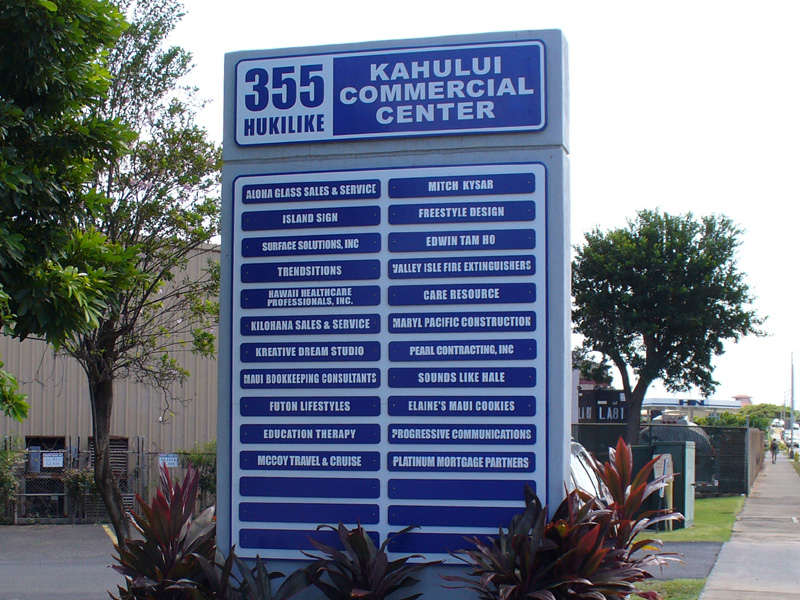 355
HUKILIKE
KAHULUI
COMMERCIAL
CENTER
ALOHA GLASS SALES & SERVICE
ISLAND SIGN
SURFACE SOLUTIONS, INC
TRENDSITIONS
HAWAII HEALTHCARE
PROFESSIONALS, INC.
KILOHANA SALES & SERVICE
KREATIVE DREAM STUDIO
MAUI BOOKKEEPING CONSULTANTS
FUTON LIFESTYLES
EDUCATION THERAPY
MCCOY TRAVEL & CRUISE
MITCH KYSAR
FREESTYLE DESIGN
EDWIN TAM HO
VALLEY ISLE FIRE EXTINGUISHERS
CARE RESOURCE
MARYL PACIFIC CONSTRUCTION
PEARL CONTRACTING, INC
SOUNDS LIKE HALE
ELAINE'S MAUI COOKIES
PROGRESSIVE COMMUNICATIONS
PLATINUM MORTGAGE PARTNERS